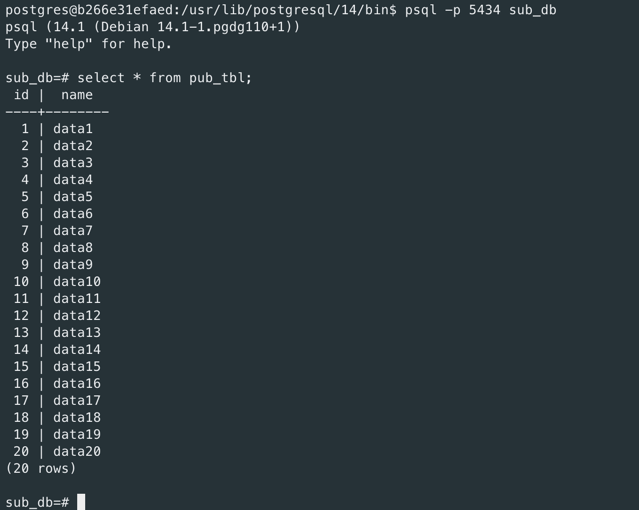 postgres@b266e31efaed:/usr/lib/postgresql/14/bin$ psql -p 5434 sub_db
psql (14.1 (Debian 14.1-1.pgdg110+1))
Type "help" for help.

sub_db=# select * from pub_tbl;
 id |  name
----+--------
  1 | data1
  2 | data2
  3 | data3
  4 | data4
  5 | data5
  6 | data6
  7 | data7
  8 | data8
  9 | data9
 10 | data10
 11 | data11
 12 | data12
 13 | data13
 14 | data14
 15 | data15
 16 | data16
 17 | data17
 18 | data18
 19 | data19
 20 | data20
(20 rows)

sub_db=#